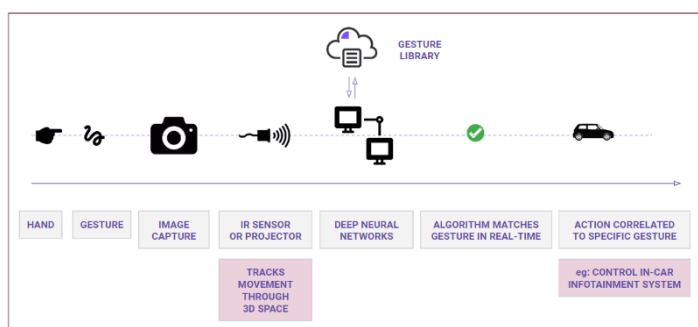 GESTURE
LIBRARY
HAND
GESTURE
IMAGE
CAPTURE
IR SENSOR
OR PROJECTOR
DEEP NEURAL
NETWORKS
ALGORITHM MATCHES
GESTURE IN REAL-TIME
ACTION CORRELATED
TO SPECIFIC GESTURE
TRACKS
MOVEMENT
THROUGH
3D SPACE
eg: CONTROL IN-CAR
INFOTAINMENT SYSTEM